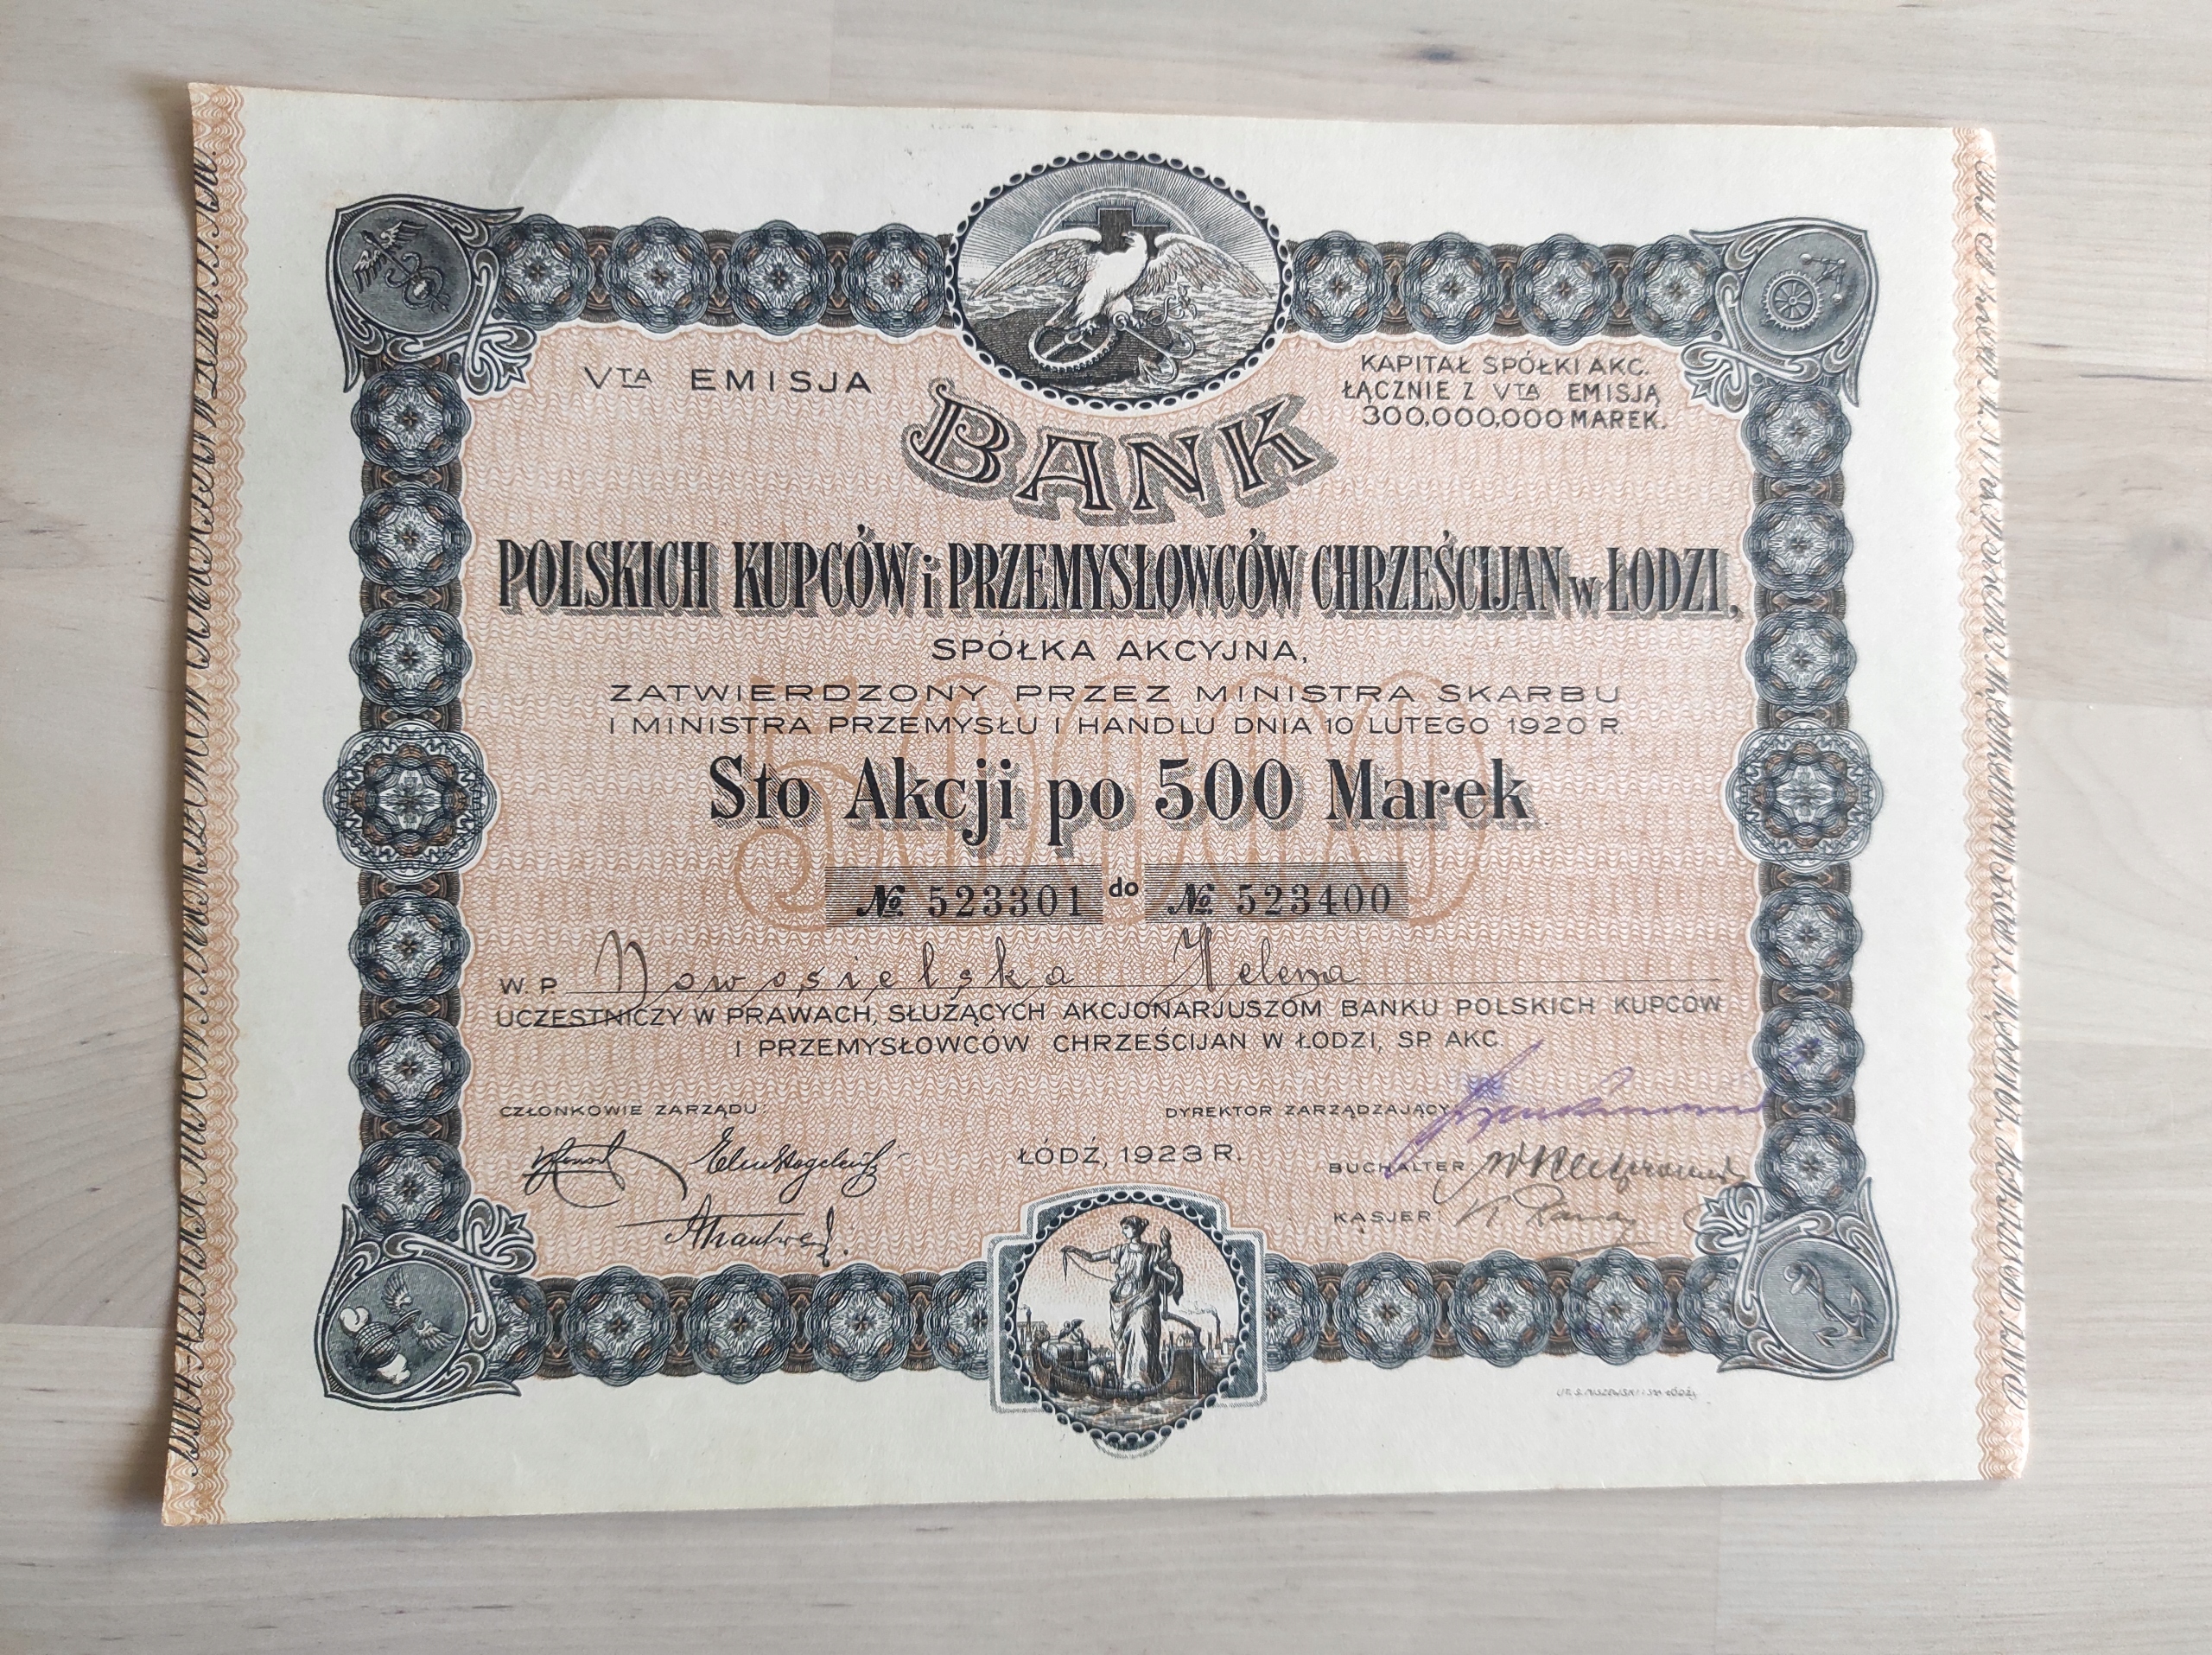 Vta EMISJA
KAPITAŁ SPÓŁKI AKC.
ŁĄCZNIE Z Vta EMISJĄ
300,000,000 MAREK.
BANK
POLSKICH KUPCÓW i PRZEMYSŁOWCÓW CHRZEŚCIJAN w ŁODZI,
SPÓŁKA AKCYJNA,
ZATWIERDZONY PRZEZ MINISTRA SKARBU
I MINISTRA PRZEMYSŁU I HANDLU DNIA 10 LUTEGO 1920 R.
50000
Sto Akcji po 500 Marek
№ 523301 do № 523400
W. P. Nowosielska Helena
UCZESTNICZY W PRAWACH, SŁUŻĄCYCH AKCJONARJUSZOM BANKU POLSKICH KUPCÓW
I PRZEMYSŁOWCÓW CHRZEŚCIJAN W ŁODZI, SP. AKC.
CZŁONKOWIE ZARZĄDU:
DYREKTOR ZARZĄDZAJĄCY
ŁÓDŹ, 1923 R.
BUCHALTER
KASJER: